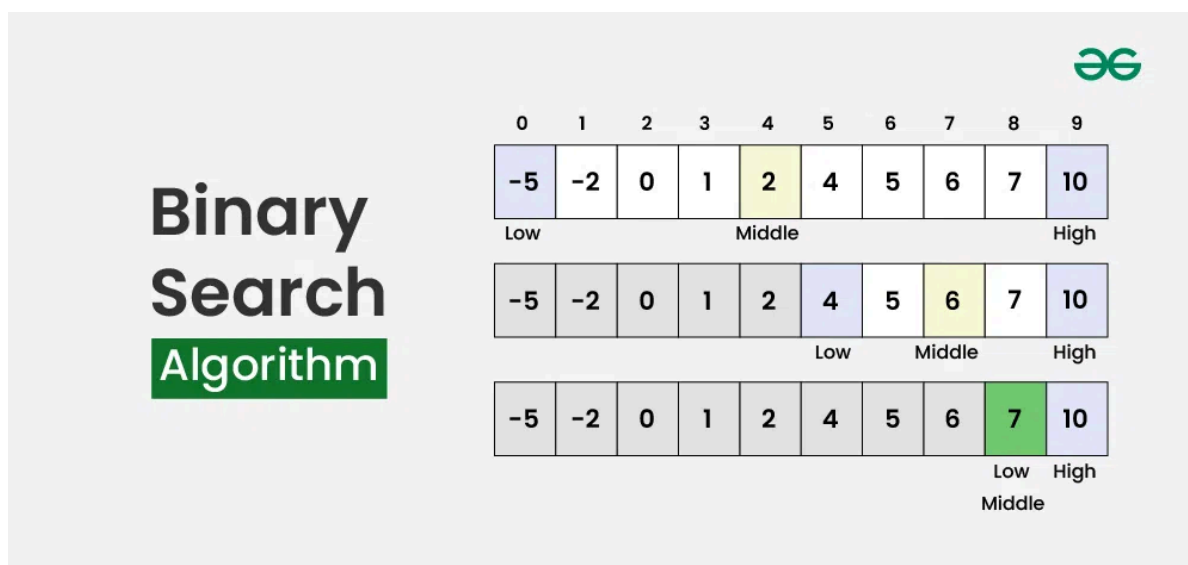 Binary
Search
Algorithm
0 1 2 3 4 5 6 7 8 9
-5 -2 0 1 2 4 5 6 7 10
Low Middle High
-5 -2 0 1 2 4 5 6 7 10
Low Middle High
-5 -2 0 1 2 4 5 6 7 10
Low High
Middle